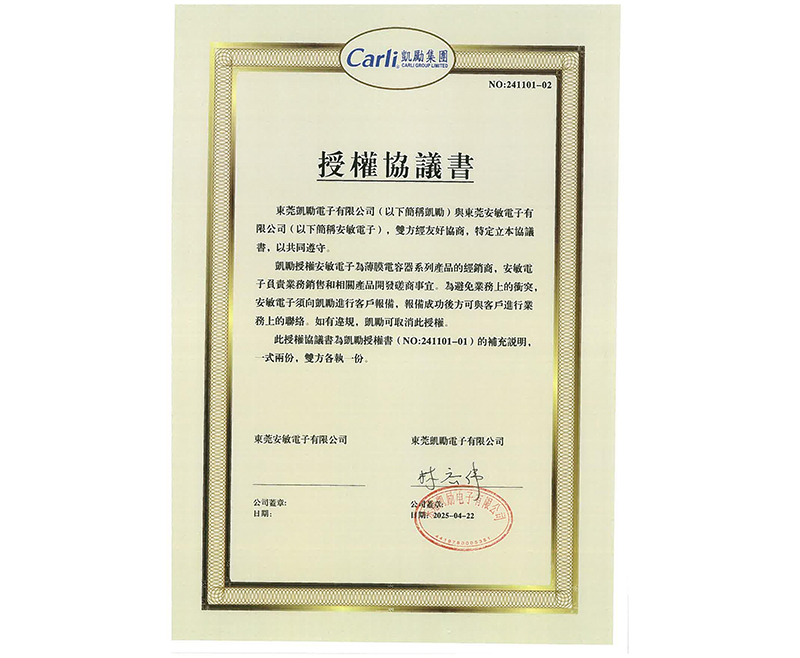 Carli 凱勵集團
CARLI GROUP LIMITED
NO:241101-02
授權協議書
東莞凱勵電子有限公司（以下簡稱凱勵）與東莞安敏電子有
限公司（以下簡稱安敏電子），雙方經友好協商，特定立本協議
書，以共同遵守。
凱勵授權安敏電子為薄膜電容器系列產品的經銷商，安敏電
子負責業務銷售和相關產品開發磋商事宜。為避免業務上的衝突，
安敏電子須向凱勵進行客戶報備，報備成功後方可與客戶進行業
務上的聯絡。如有違規，凱勵可取消此授權。
此授權協議書為凱勵授權書（NO:241101-01）的補充說明，
一式兩份，雙方各執一份。
東莞安敏電子有限公司
東莞凱勵電子有限公司
公司蓋章:
日期:
公司蓋章:
日期: 2025-04-22
凱励电子有限公司